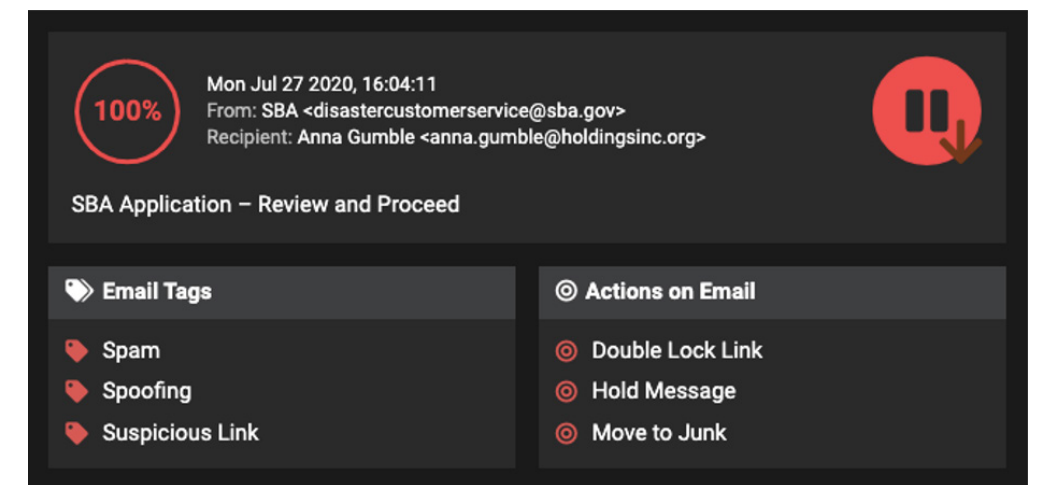 100%
Mon Jul 27 2020, 16:04:11
From: SBA <disastercustomerservice@sba.gov>
Recipient: Anna Gumble <anna.gumble@holdingsinc.org>
SBA Application – Review and Proceed
Email Tags
Spam
Spoofing
Suspicious Link
Actions on Email
Double Lock Link
Hold Message
Move to Junk